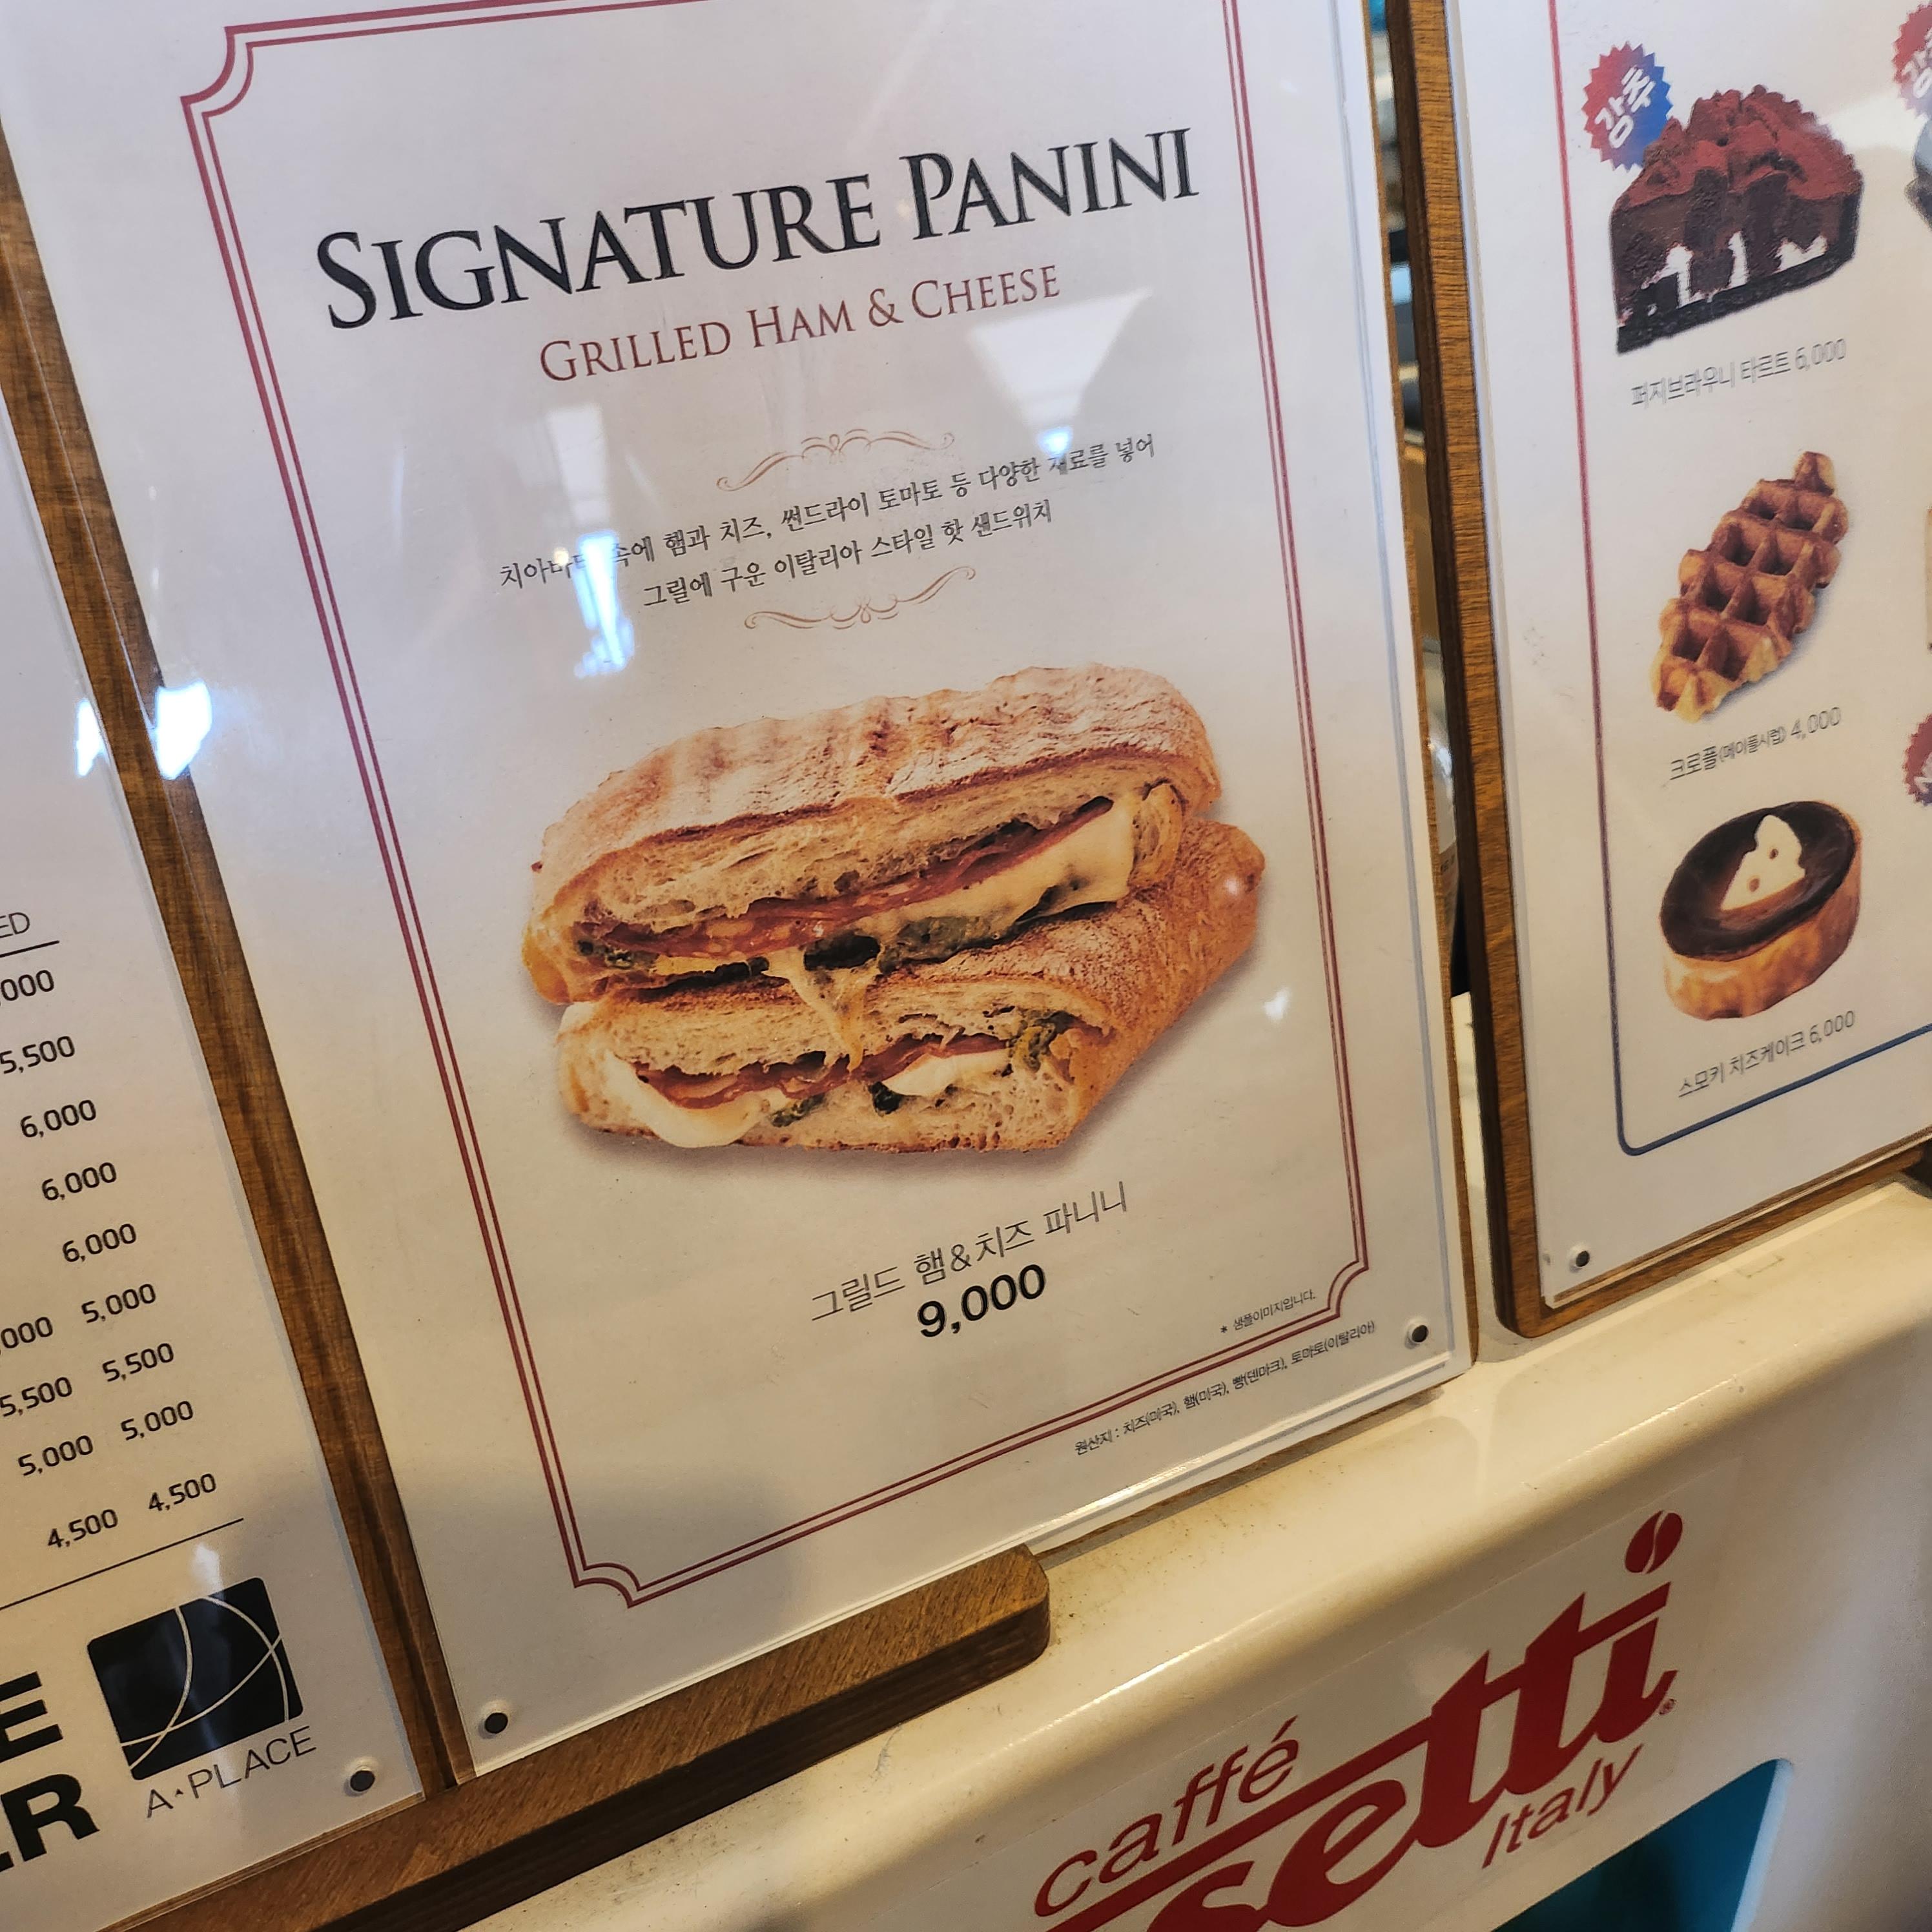 SIGNATURE PANINI
GRILLED HAM & CHEESE
속에 햄과 치즈, 썬드라이 토마토 등 다양한 재료를 넣어
그릴에 구운 이탈리아 스타일 핫 샌드위치
그릴드 햄&치즈 파니니
9,000
* 샘플이미지입니다.
원산지 : 치즈(미국), 햄(미국), 빵(덴마크), 토마토(이탈리아)
ED
000
5,500
6,000
6,000
6,000
000 5,000
5,500 5,500
5,000 5,000
4,500 4,500
E
R
A·PLACE
강추
퍼지브라우니 타르트 6,000
크로플(메이플시럽) 4,000
스모키 치즈케이크 6,000
caffé
setti
Italy